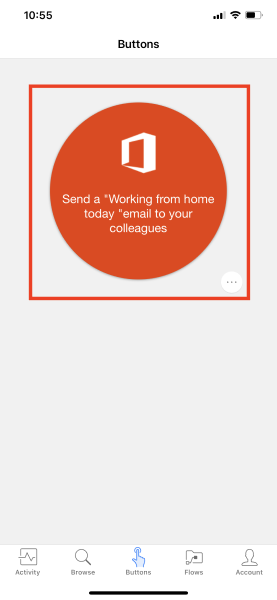 10:55
Buttons
Send a "Working from home
today "email to your
colleagues
Activity
Browse
Buttons
Flows
Account